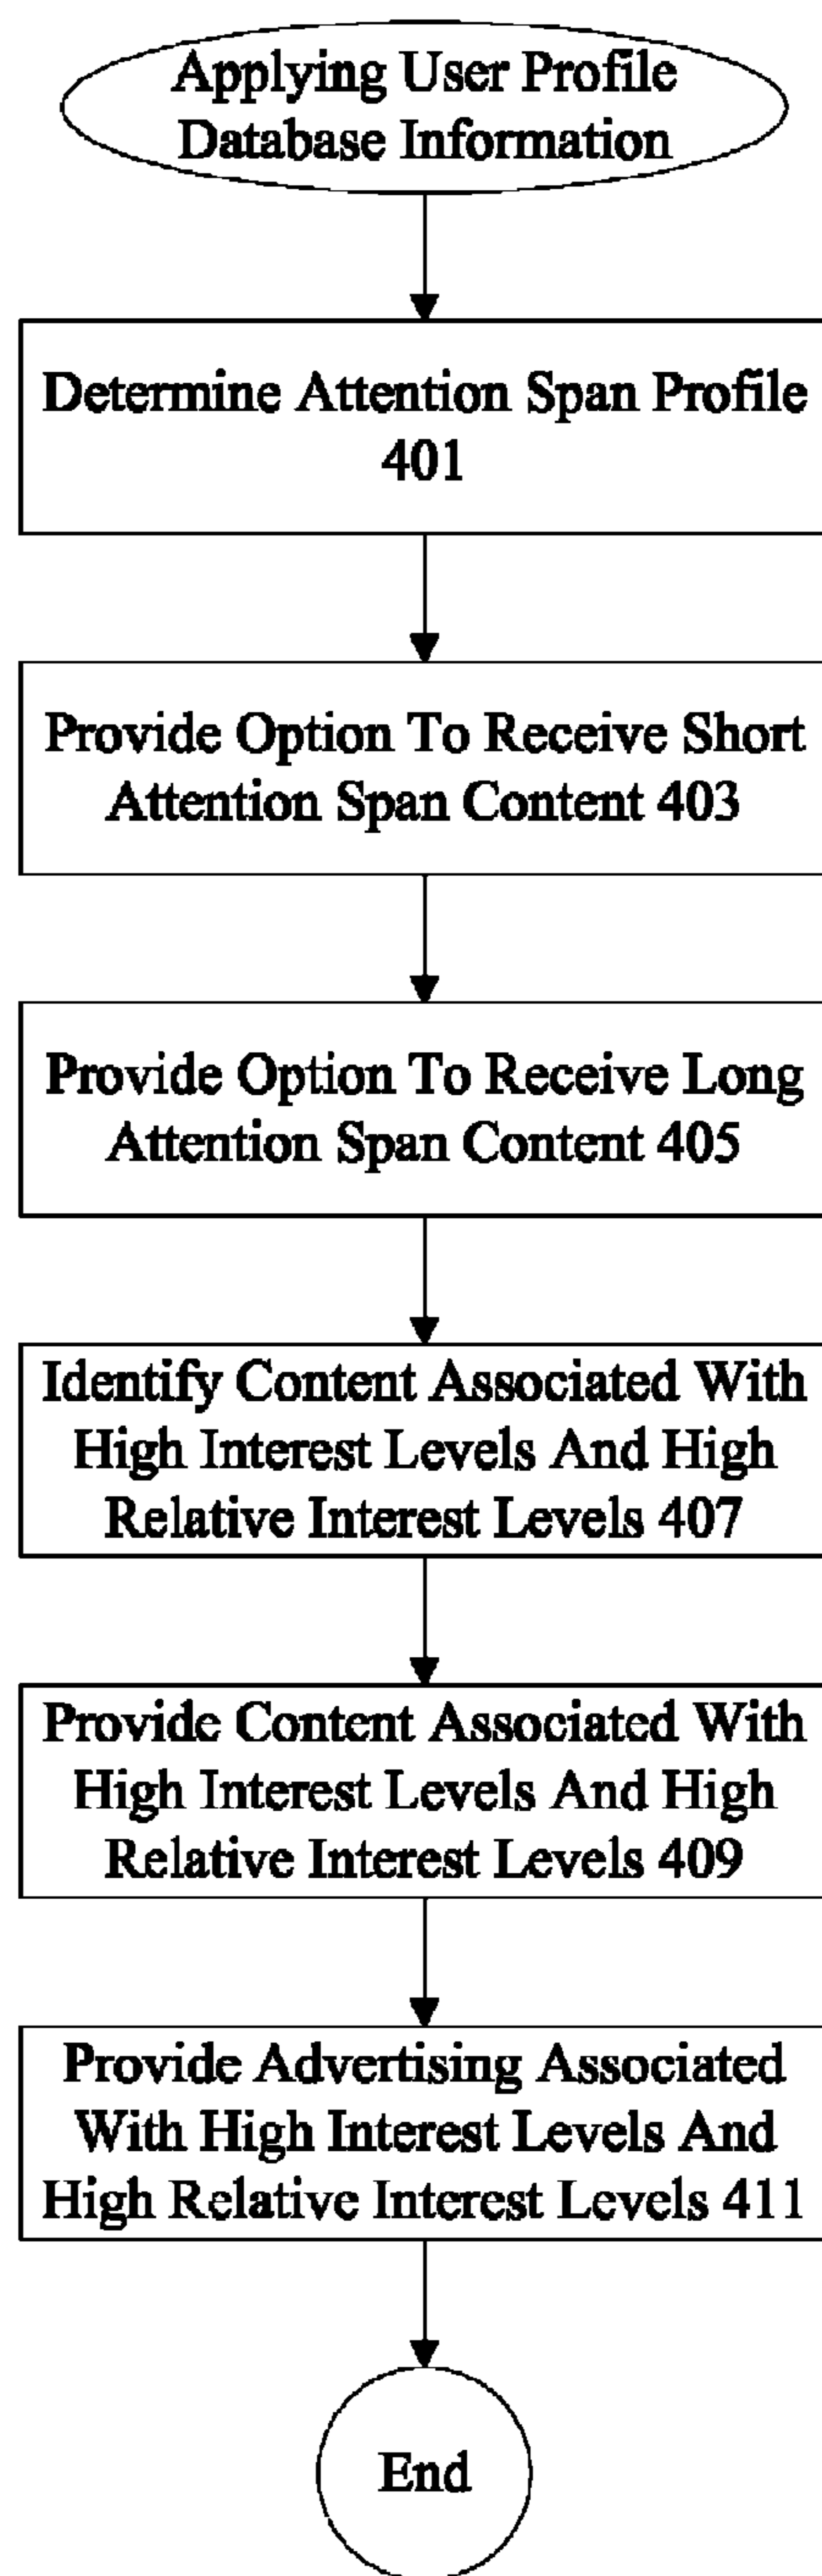 Applying User Profile
Database Information
Determine Attention Span Profile
401
Provide Option To Receive Short
Attention Span Content 403
Provide Option To Receive Long
Attention Span Content 405
Identify Content Associated With
High Interest Levels And High
Relative Interest Levels 407
Provide Content Associated With
High Interest Levels And High
Relative Interest Levels 409
Provide Advertising Associated
With High Interest Levels And
High Relative Interest Levels 411
End